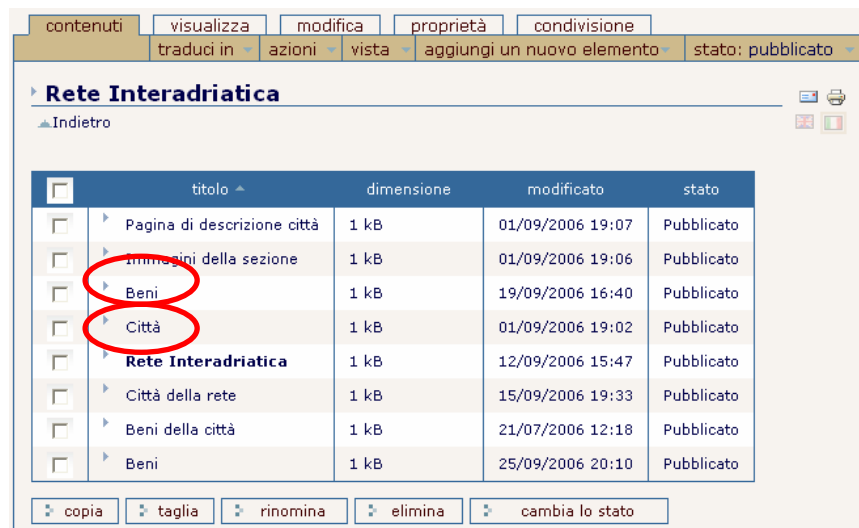 contenuti visualizza modifica proprietà condivisione
traduci in azioni vista aggiungi un nuovo elemento stato: pubblicato
Rete Interadriatica
Indietro
titolo dimensione modificato stato
Pagina di descrizione città 1 kB 01/09/2006 19:07 Pubblicato
Immagini della sezione 1 kB 01/09/2006 19:06 Pubblicato
Beni 1 kB 19/09/2006 16:40 Pubblicato
Città 1 kB 01/09/2006 19:02 Pubblicato
Rete Interadriatica 1 kB 12/09/2006 15:47 Pubblicato
Città della rete 1 kB 15/09/2006 19:33 Pubblicato
Beni della città 1 kB 21/07/2006 12:18 Pubblicato
Beni 1 kB 25/09/2006 20:10 Pubblicato
copia taglia rinomina elimina cambia lo stato